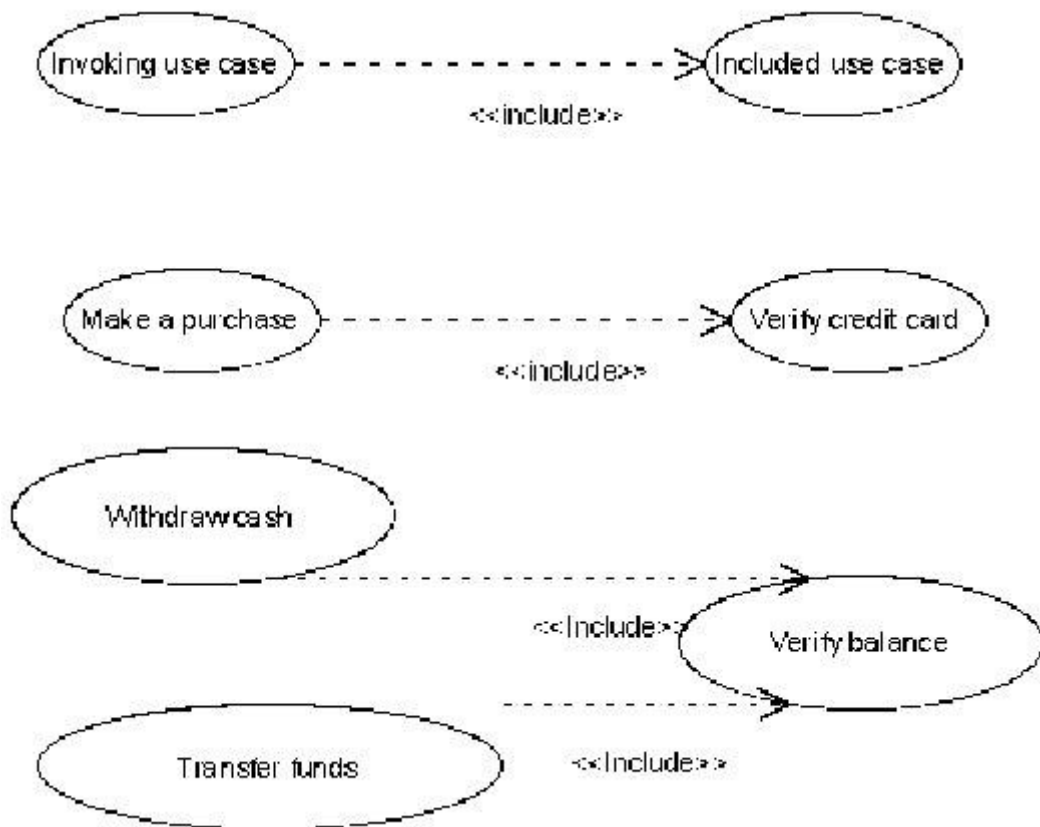 Invoking use case
Included use case
<<include>>
Make a purchase
Verify credit card
<<include>>
Withdraw cash
<<Include>>
Verify balance
Transfer funds
<<Include>>